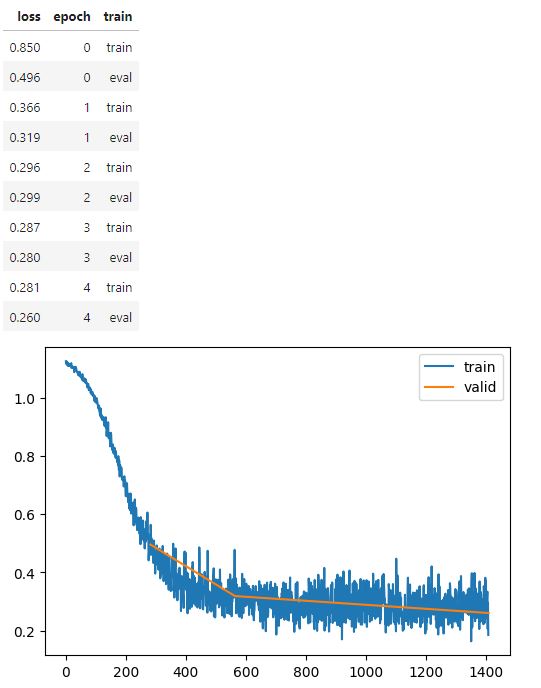 loss epoch train
0.850 0 train
0.496 0 eval
0.366 1 train
0.319 1 eval
0.296 2 train
0.299 2 eval
0.287 3 train
0.280 3 eval
0.281 4 train
0.260 4 eval
train
valid
1.0
0.8
0.6
0.4
0.2
0 200 400 600 800 1000 1200 1400